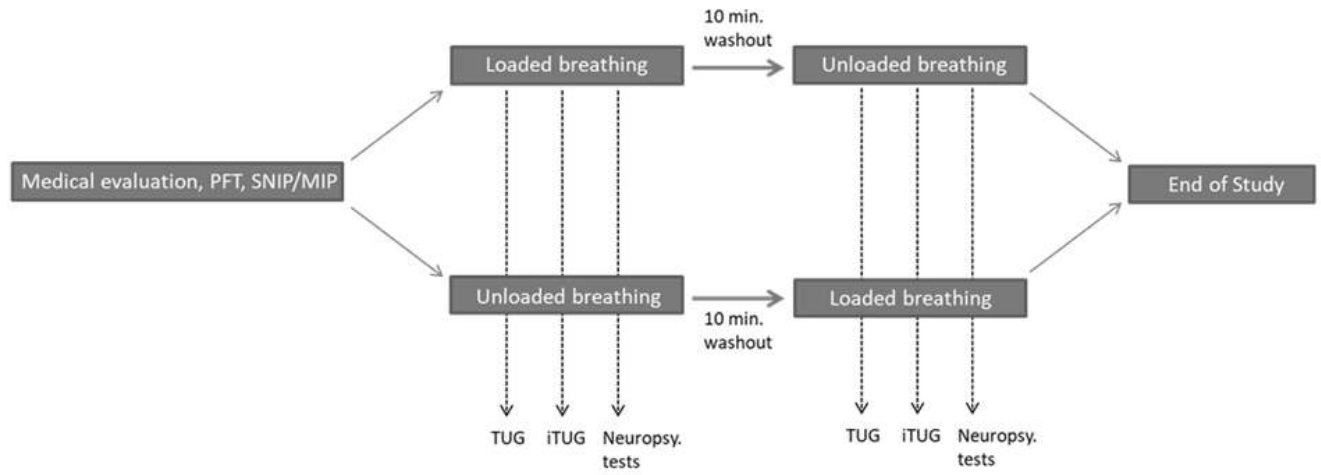 10 min.
washout
Loaded breathing
Unloaded breathing
Medical evaluation, PFT, SNIP/MIP
End of Study
Unloaded breathing
Loaded breathing
10 min.
washout
TUG
iTUG
Neuropsy.
tests
TUG
iTUG
Neuropsy.
tests